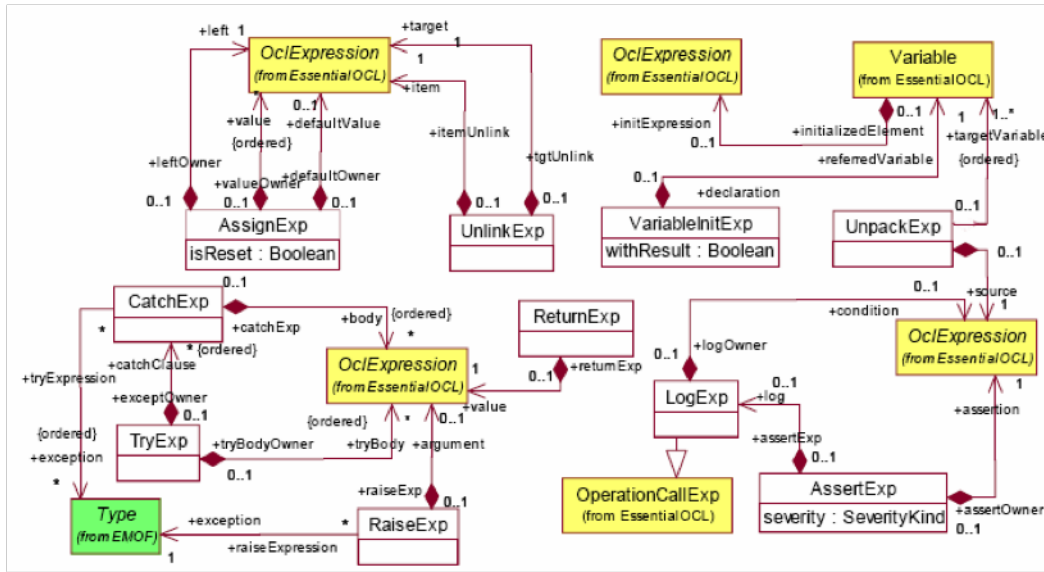 +left 1
+target
1
1
OclExpression
(from EssentialOCL)
+item
*
+value
{ordered}
0..1
+defaultValue
+itemUnlink
+tgtUnlink
+leftOwner
+valueOwner
+defaultOwner
0..1
0..1
0..1
0..1
0..1
AssignExp
isReset : Boolean
UnlinkExp
OclExpression
(from EssentialOCL)
Variable
(from EssentialOCL)
+initExpression
0..1
0..1
+initializedElement
+referredVariable
1
1..*
+targetVariable
{ordered}
0..1
+declaration
VariableInitExp
withResult : Boolean
0..1
UnpackExp
0..1
+source
1
CatchExp
0..1
+catchExp
*
+body
{ordered}
*
*
{ordered}
+catchClause
+tryExpression
+exceptOwner
0..1
{ordered}
+exception
*
TryExp
+tryBodyOwner
0..1
{ordered}
*
+tryBody
OclExpression
(from EssentialOCL)
1
+value
ReturnExp
0..1
+returnExp
0..1
+argument
+raiseExp
0..1
RaiseExp
*
+exception
+raiseExpression
1
Type
(from EMOF)
0..1
+condition
+logOwner
0..1
LogExp
0..1
+log
+assertExp
0..1
OclExpression
(from EssentialOCL)
1
+assertion
OperationCallExp
(from EssentialOCL)
AssertExp
severity : SeverityKind
+assertOwner
0..1